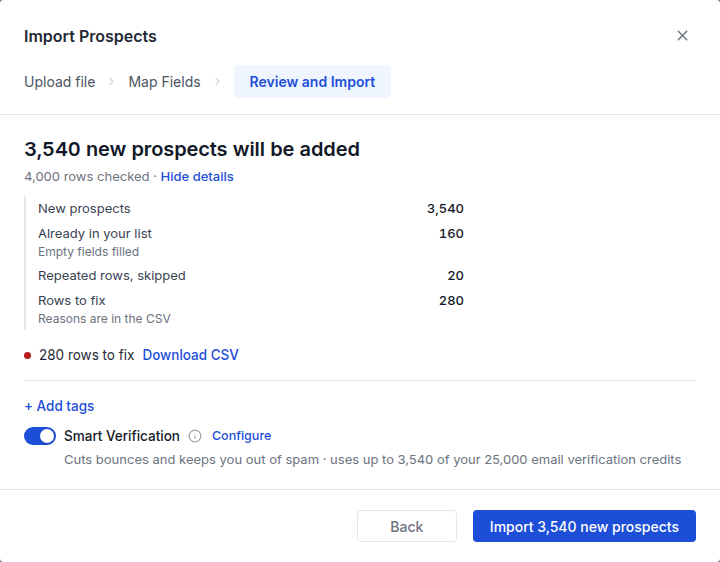 Import Prospects
Upload file
Map Fields
Review and Import
3,540 new prospects will be added
4,000 rows checked · Hide details
New prospects 3,540
Already in your list 160
Empty fields filled
Repeated rows, skipped 20
Rows to fix 280
Reasons are in the CSV
280 rows to fix Download CSV
+ Add tags
Smart Verification Configure
Cuts bounces and keeps you out of spam · uses up to 3,540 of your 25,000 email verification credits
Back
Import 3,540 new prospects